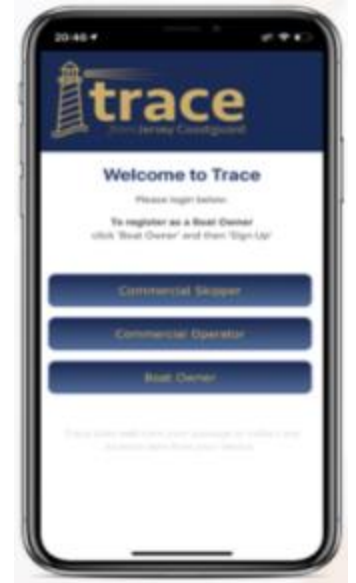 20:46
trace
from Jersey Coastguard
Welcome to Trace
Please login below:
To register as a Boat Owner
click 'Boat Owner' and then 'Sign Up'
Commercial Skipper
Commercial Operator
Boat Owner